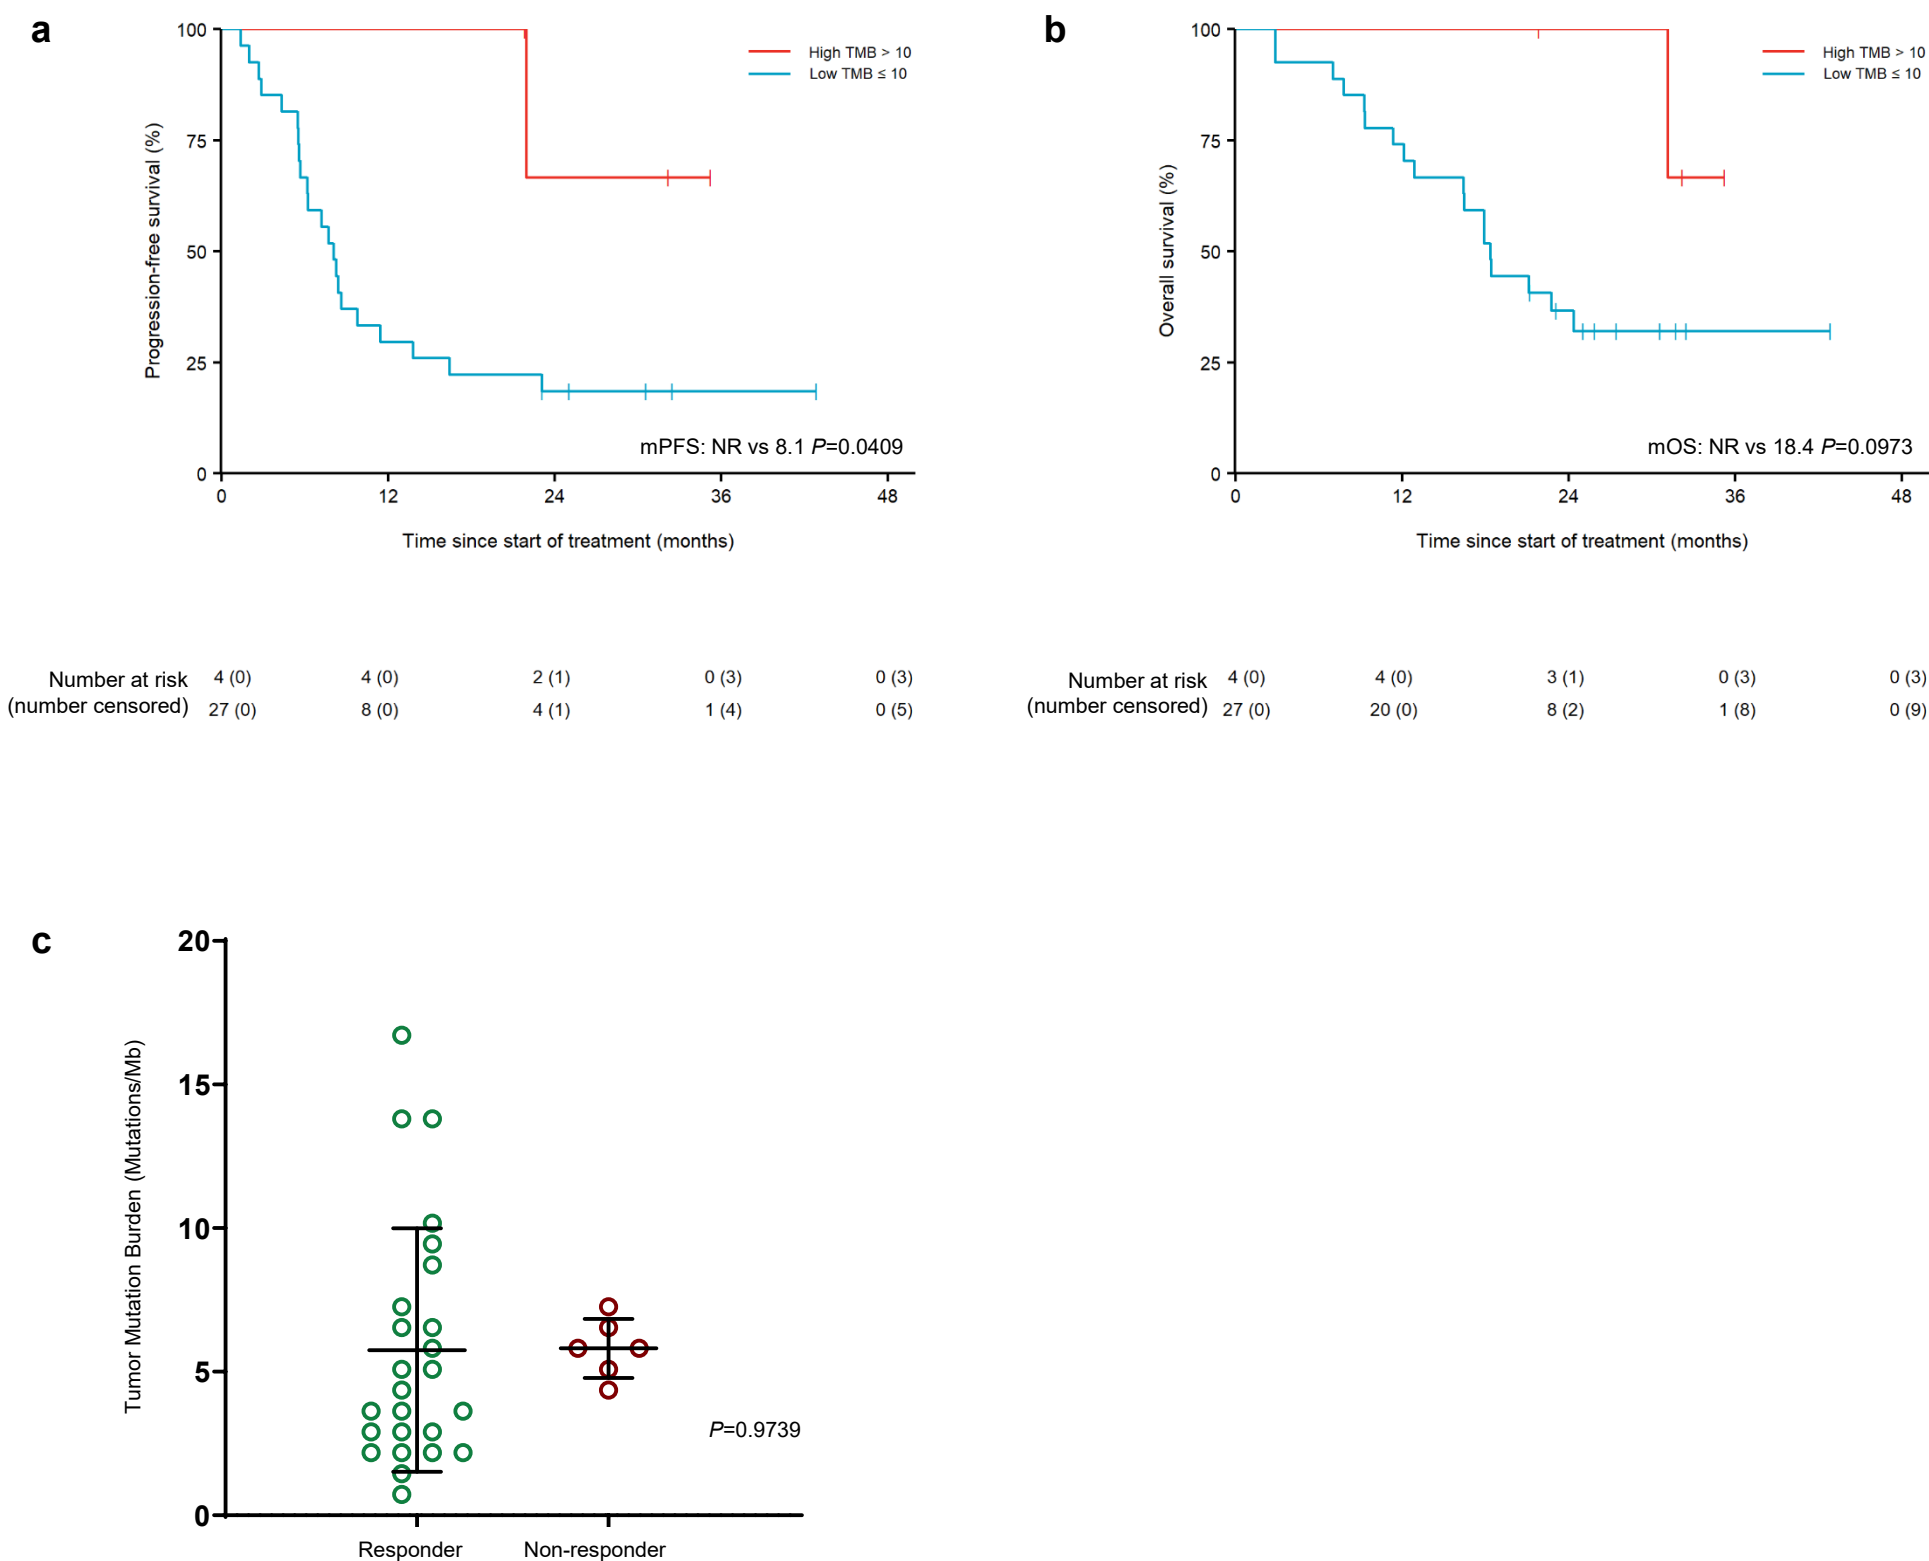 a
100
75
50
25
0
Progression-free survival (%)
High TMB > 10
Low TMB ≤ 10
mPFS: NR vs 8.1 P=0.0409
0 12 24 36 48
Time since start of treatment (months)
Number at risk
(number censored)
4 (0) 4 (0) 2 (1) 0 (3) 0 (3)
27 (0) 8 (0) 4 (1) 1 (4) 0 (5)
b
100
75
50
25
0
Overall survival (%)
High TMB > 10
Low TMB ≤ 10
mOS: NR vs 18.4 P=0.0973
0 12 24 36 48
Time since start of treatment (months)
Number at risk
(number censored)
4 (0) 4 (0) 3 (1) 0 (3) 0 (3)
27 (0) 20 (0) 8 (2) 1 (8) 0 (9)
c
20
15
10
5
0
Tumor Mutation Burden (Mutations/Mb)
P=0.9739
Responder Non-responder